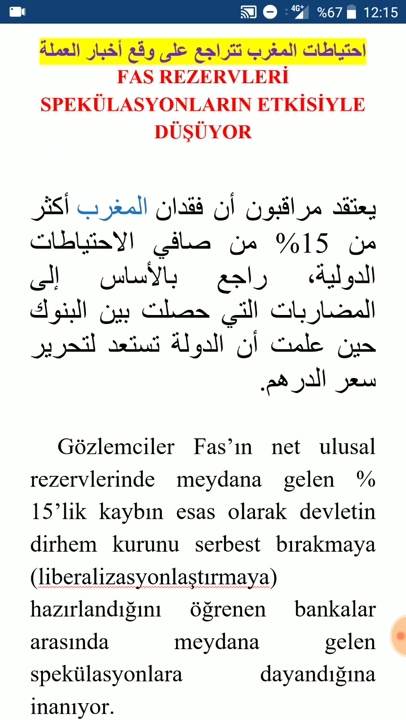 4G+ %67 12:15
احتياطات المغرب تتراجع على وقع أخبار العملة
FAS REZERVLERİ
SPEKÜLASYONLARIN ETKİSİYLE
DÜŞÜYOR
يعتقد مراقبون أن فقدان المغرب أكثر
من 15% من صافي الاحتياطات
الدولية، راجع بالأساس إلى
المضاربات التي حصلت بين البنوك
حين علمت أن الدولة تستعد لتحرير
سعر الدرهم.
Gözlemciler Fas’ın net ulusal
rezervlerinde meydana gelen %
15’lik kaybın esas olarak devletin
dirhem kurunu serbest bırakmaya
(liberalizasyonlaştırmaya)
hazırlandığını öğrenen bankalar
arasında meydana gelen
spekülasyonlara dayandığına
inanıyor.